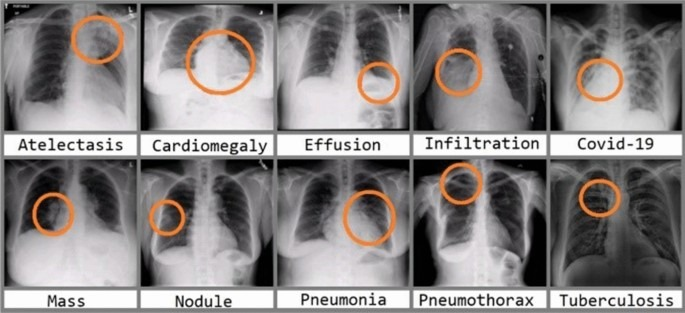 Atelectasis
Cardiomegaly
Effusion
Infiltration
Covid-19
Mass
Nodule
Pneumonia
Pneumothorax
Tuberculosis